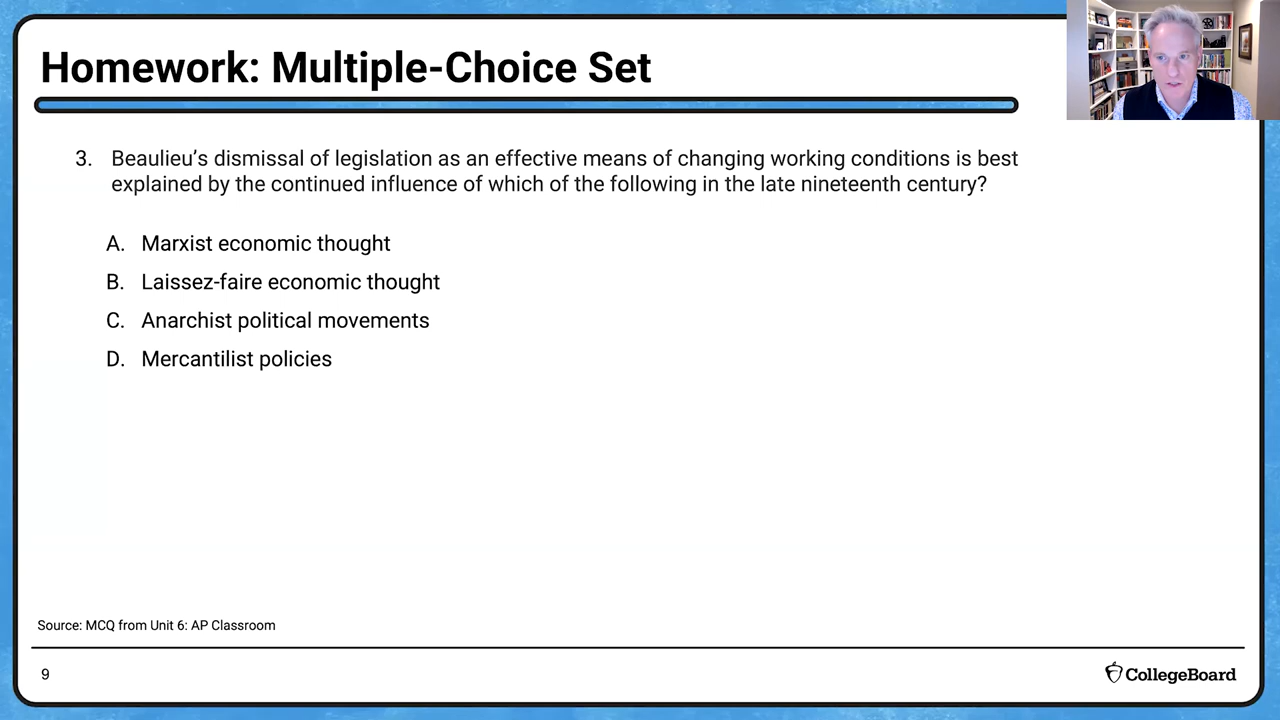 Homework: Multiple-Choice Set
3. Beaulieu’s dismissal of legislation as an effective means of changing working conditions is best
explained by the continued influence of which of the following in the late nineteenth century?
A. Marxist economic thought
B. Laissez-faire economic thought
C. Anarchist political movements
D. Mercantilist policies
Source: MCQ from Unit 6: AP Classroom
9
CollegeBoard